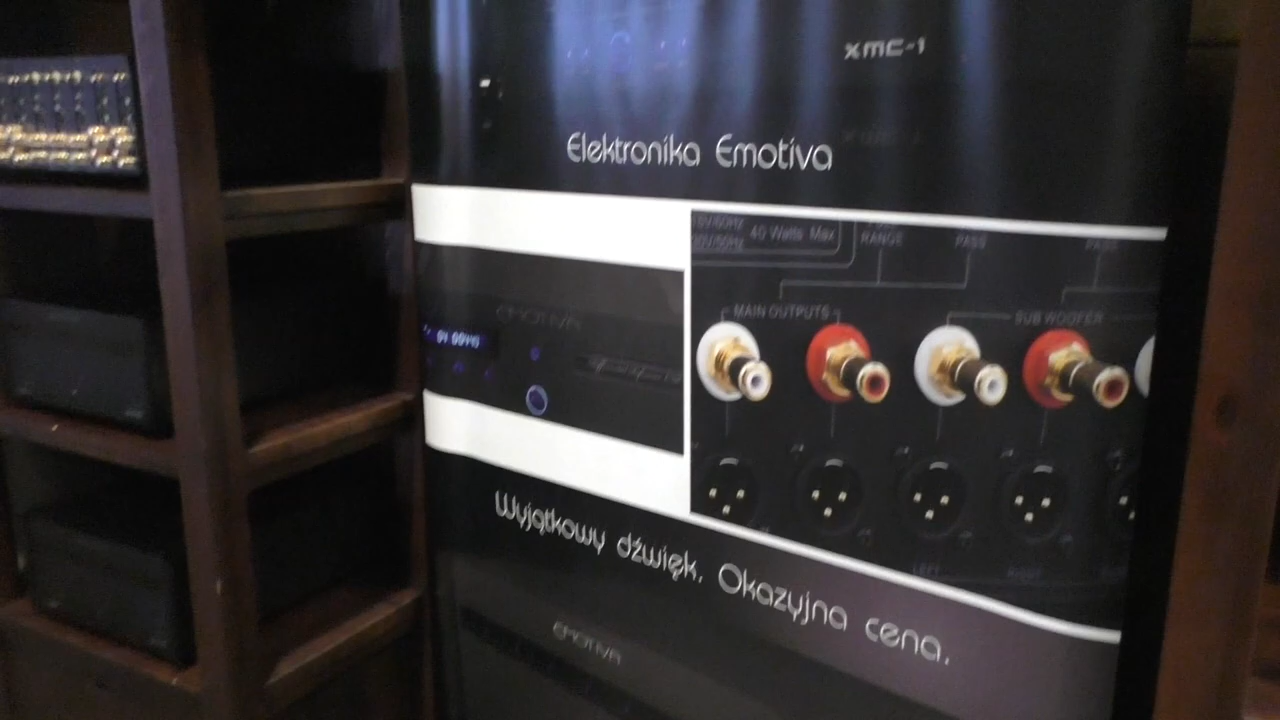 xmc-1
Elektronika Emotiva
40 Watts Max
RANGE
PASS
PASS
EMOTIVA
MAIN OUTPUTS
SUB WOOFER
Wyjątkowy dźwięk. Okazyjna cena.
LEFT
RIGHT
EMOTIVA